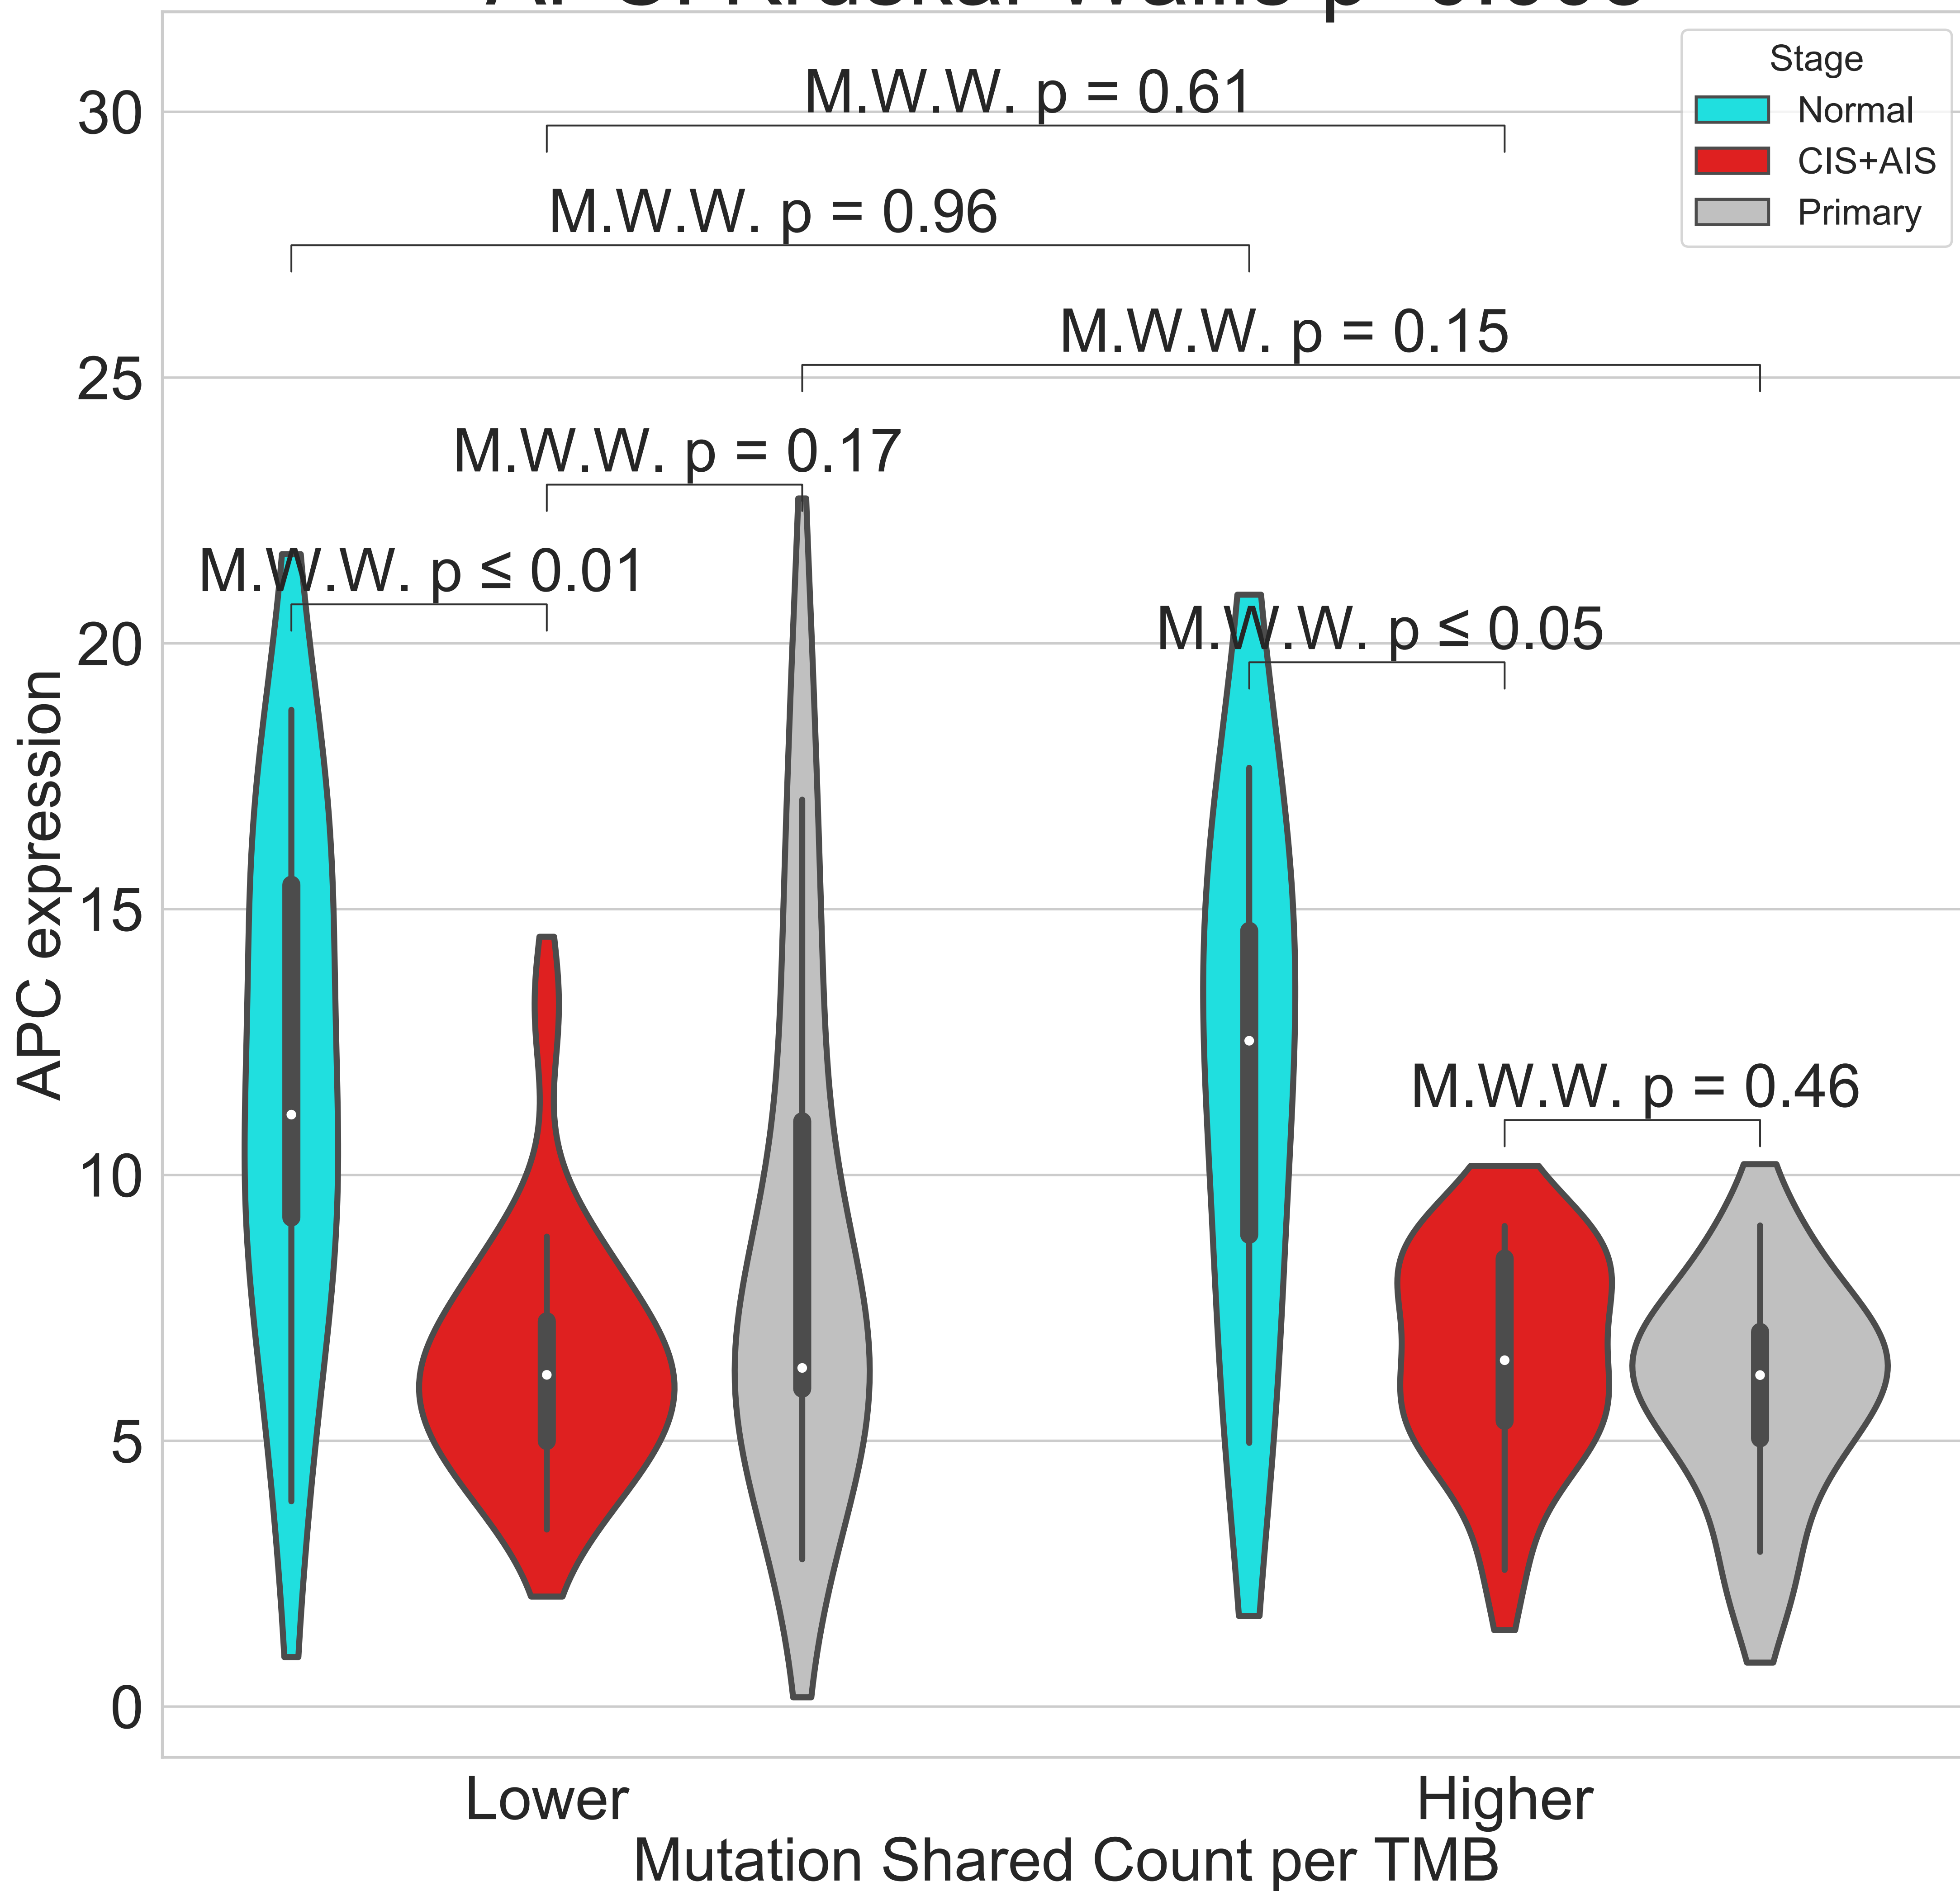 Stage
Normal
CIS+AIS
Primary
M.W.W. p = 0.61
M.W.W. p = 0.96
M.W.W. p = 0.15
M.W.W. p = 0.17
M.W.W. p ≤ 0.01
M.W.W. p ≤ 0.05
M.W.W. p = 0.46
30
25
20
15
10
5
0
APC expression
Lower
Higher
Mutation Shared Count per TMB